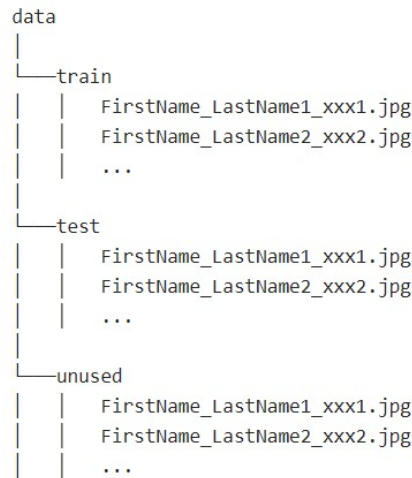 data
train
FirstName_LastName1_xxx1.jpg
FirstName_LastName2_xxx2.jpg
...
test
FirstName_LastName1_xxx1.jpg
FirstName_LastName2_xxx2.jpg
...
unused
FirstName_LastName1_xxx1.jpg
FirstName_LastName2_xxx2.jpg
...